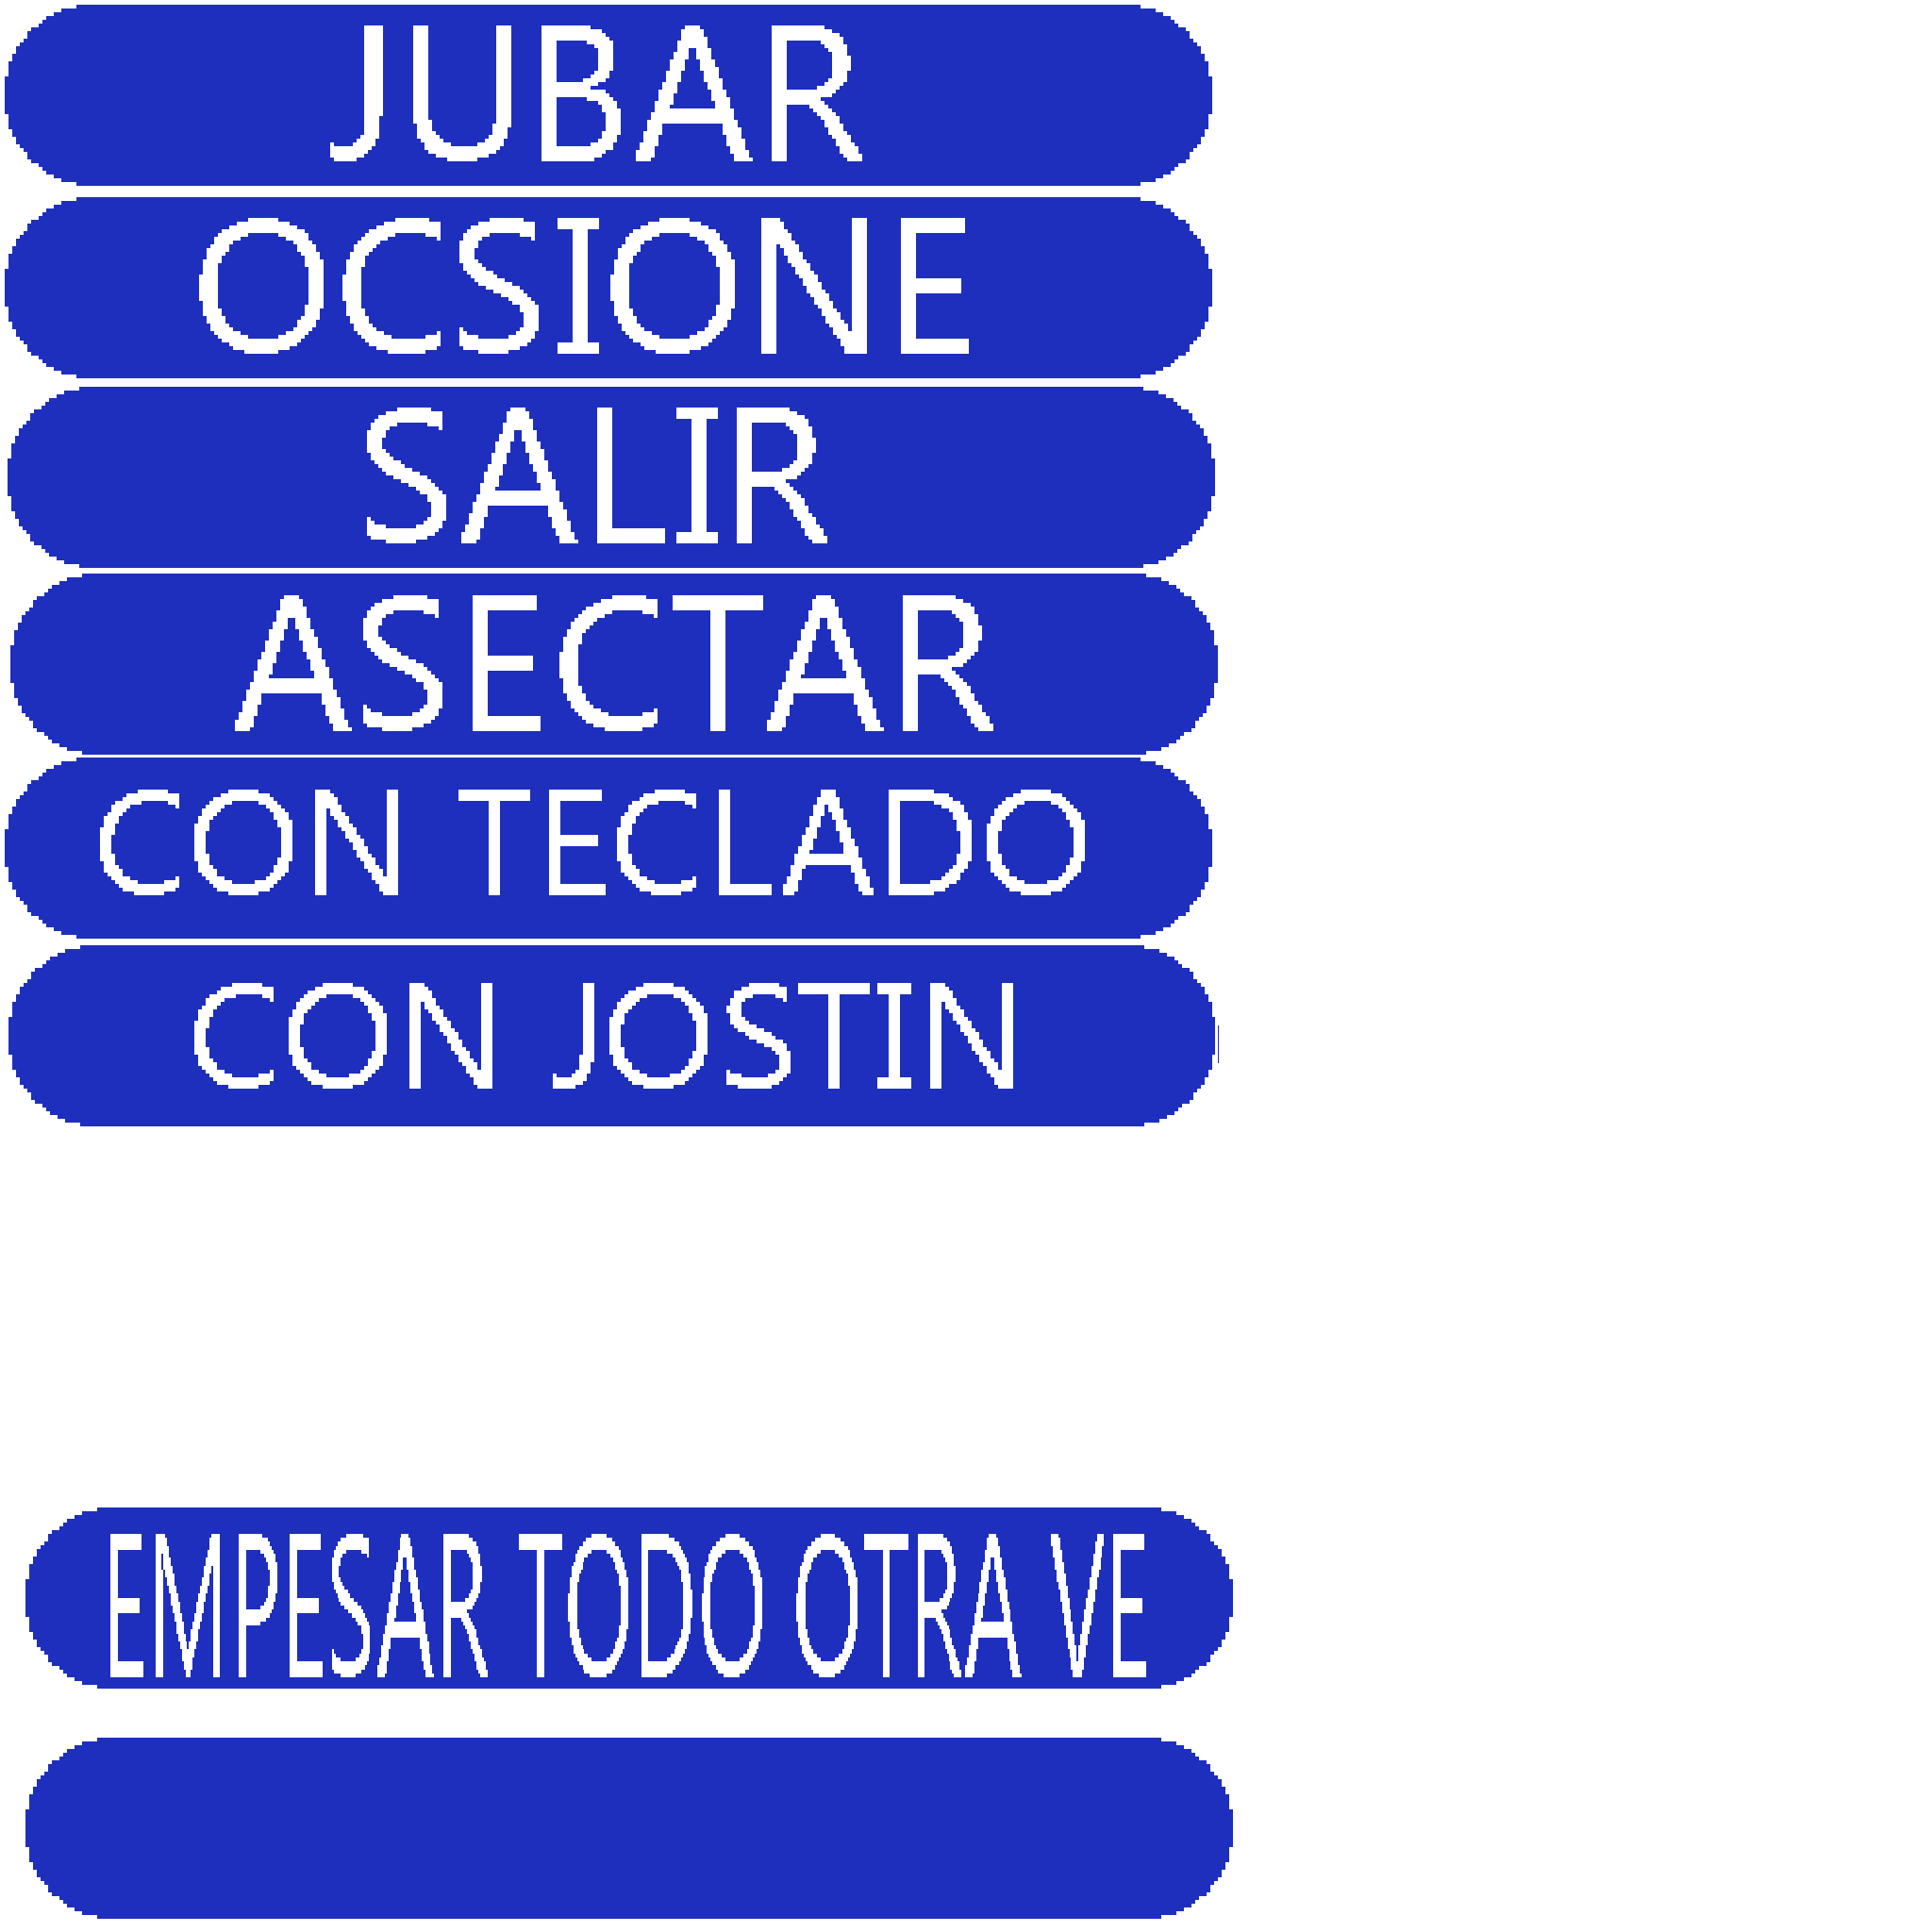 JUBAR
OCSIONE
SALIR
ASECTAR
CON TECLADO
CON JOSTIN
EMPESAR TODO OTRA VE